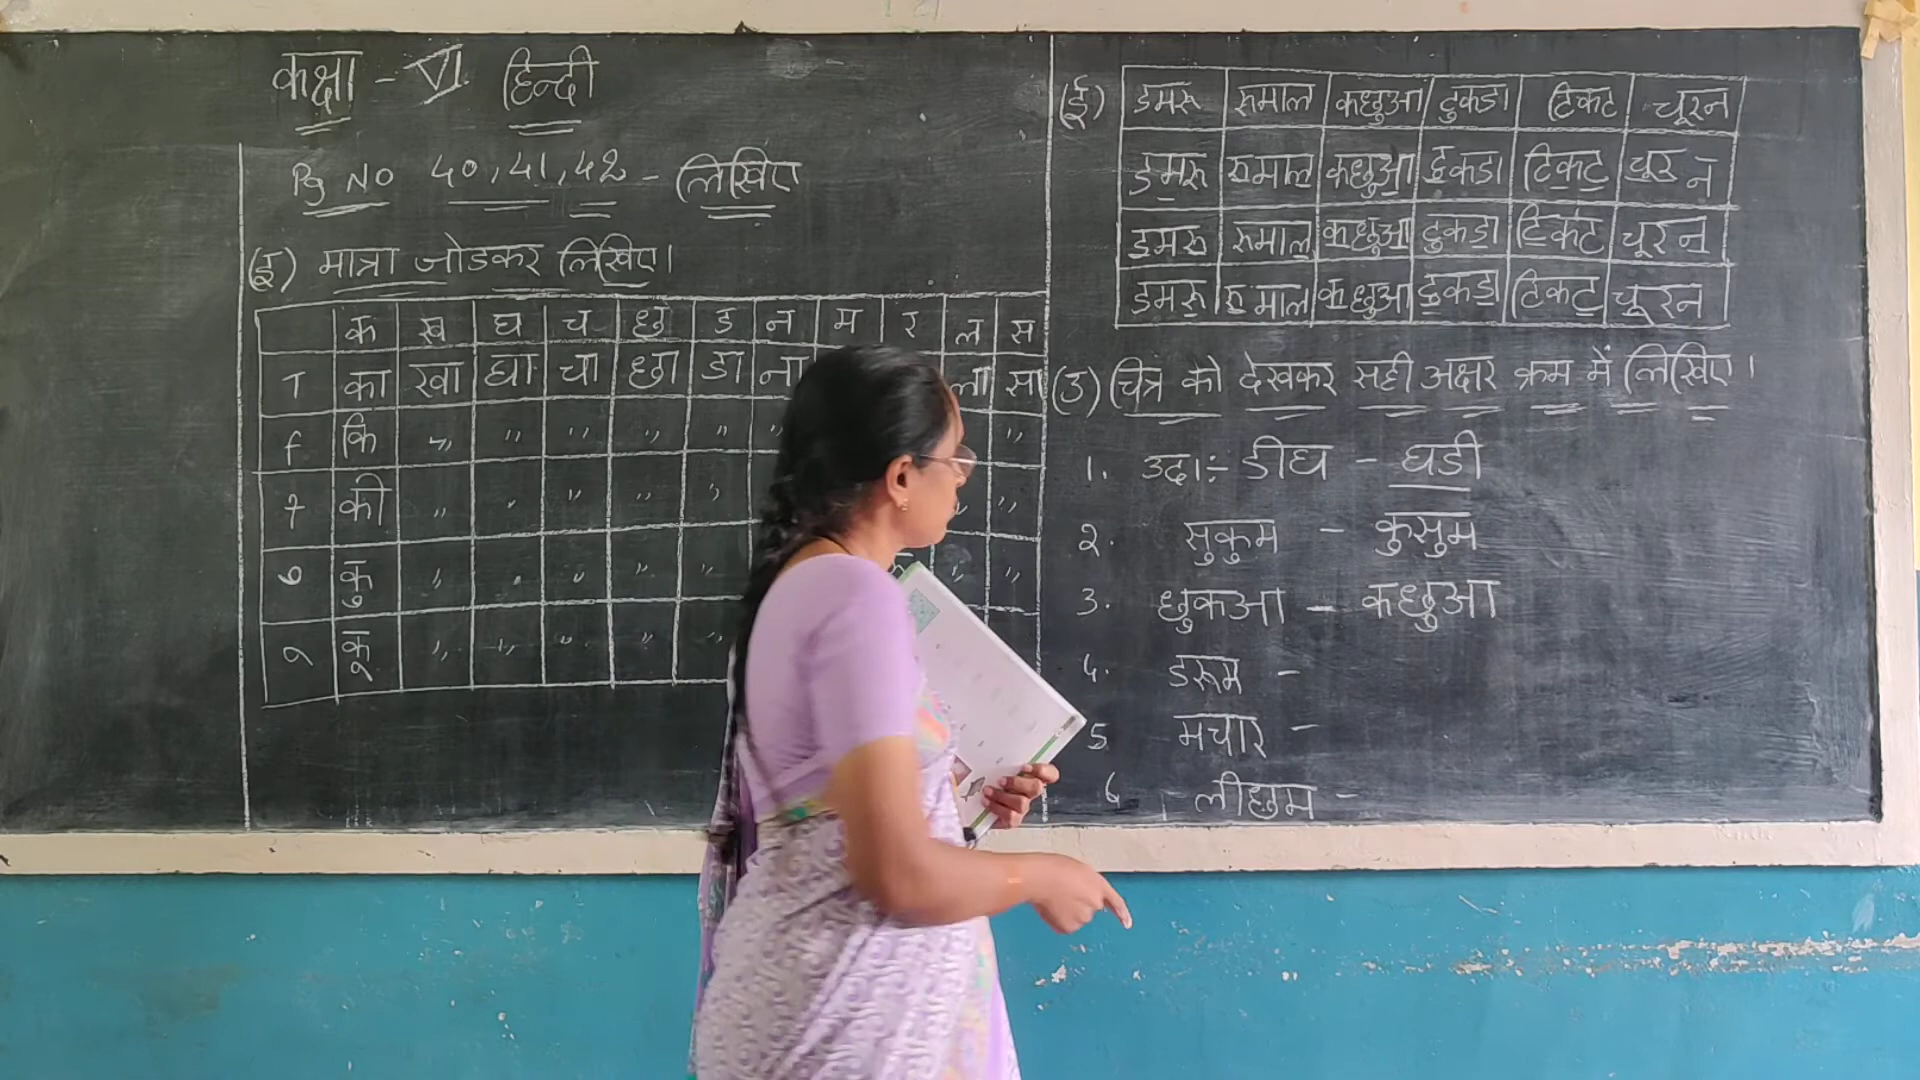 कक्षा - VI हिन्दी
Pg NO 40, 41, 42 - लिखिए
(इ) मात्रा जोडकर लिखिए।
क ख घ च छ ड न म र ल स
ा का खा घा चा छा डा ना ला सा
ि कि " " " " " " "
ी की " " " " " " "
ु कु " " " " " " "
ू कू " " " " "
(ई) डमरू रूमाल कछुआ टुकडा टिकट चूरन
डमरू रूमाल कछुआ टुकडा टिकट चूरन
डमरू रूमाल कछुआ टुकडा टिकट चूरन
डमरू रूमाल कछुआ टुकडा टिकट चूरन
(उ) चित्र को देखकर सही अक्षर क्रम में लिखिए।
1. उदा÷ डीघ - घडी
2. सुकुम - कुसुम
3. छुकआ - कछुआ
4. डरूम -
5 मचार -
6 लीछम -